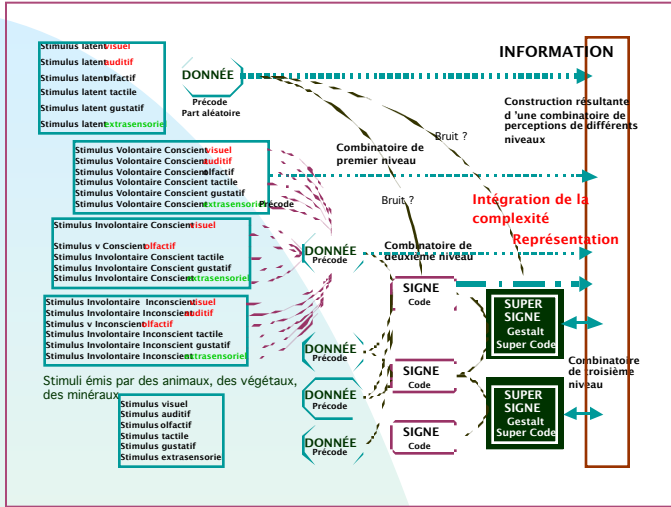 Stimulus latent visuel
Stimulus latent auditif
Stimulus latent olfactif
Stimulus latent tactile
Stimulus latent gustatif
Stimulus latent extrasensoriel
DONNÉE
Précode
Part aléatoire
INFORMATION
Construction résultante
d 'une combinatoire de
perceptions de différents
niveaux
Bruit ?
Combinatoire de
premier niveau
Stimulus Volontaire Conscient visuel
Stimulus Volontaire Conscient auditif
Stimulus Volontaire Conscient olfactif
Stimulus Volontaire Conscient tactile
Stimulus Volontaire Conscient gustatif
Stimulus Volontaire Conscient extrasensoriel Précode
Bruit ?
Intégration de la
complexité
Représentation
Stimulus Involontaire Conscient visuel
Stimulus v Conscient olfactif
Stimulus Involontaire Conscient tactile
Stimulus Involontaire Conscient gustatif
Stimulus Involontaire Conscient extrasensoriel
DONNÉE
Précode
Combinatoire de
deuxième niveau
SIGNE
Code
SUPER
SIGNE
Gestalt
Super Code
Stimulus Involontaire Inconscient visuel
Stimulus Involontaire Inconscient auditif
Stimulus v Inconscient olfactif
Stimulus Involontaire Inconscient tactile
Stimulus Involontaire Inconscient gustatif
Stimulus Involontaire Inconscient extrasensoriel
DONNÉE
Précode
SIGNE
Code
Combinatoire
de troisième
niveau
Stimuli émis par des animaux, des végétaux,
des minéraux
Stimulus visuel
Stimulus auditif
Stimulus olfactif
Stimulus tactile
Stimulus gustatif
Stimulus extrasensoriel
DONNÉE
Précode
DONNÉE
Précode
SIGNE
Code
SUPER
SIGNE
Gestalt
Super Code